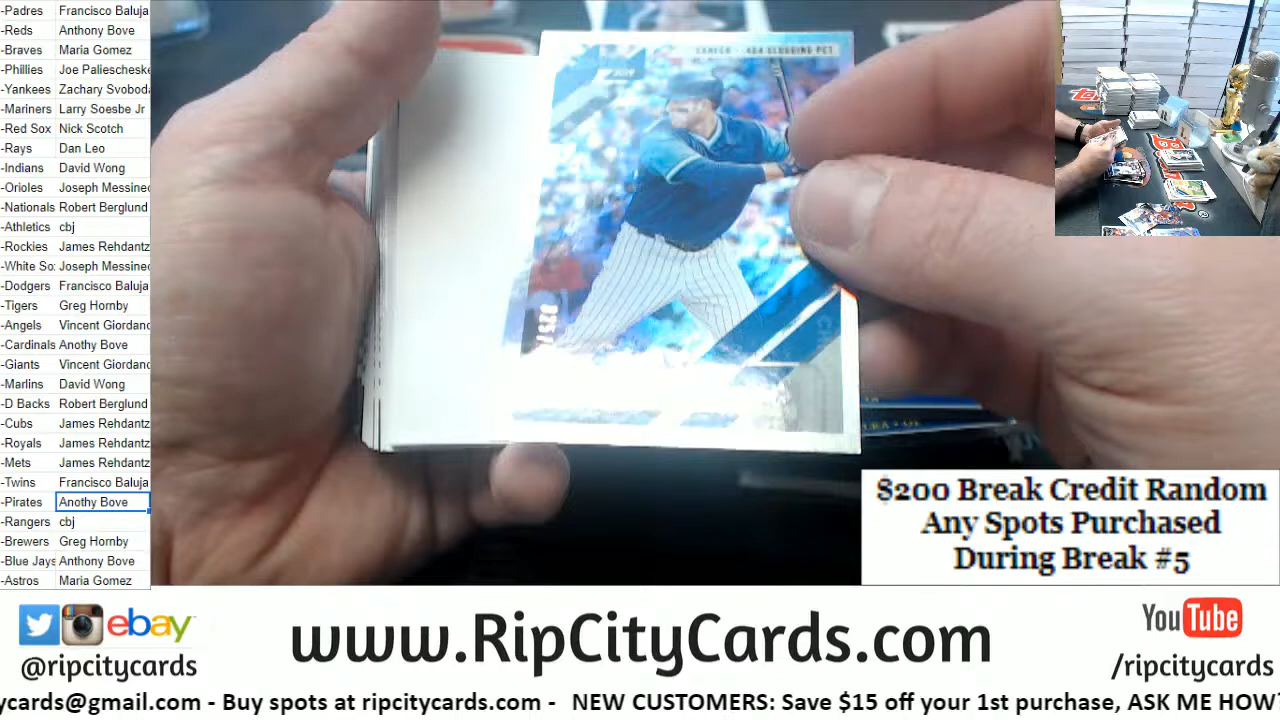 -Padres Francisco Baluja
-Reds Anthony Bove
-Braves Maria Gomez
-Phillies Joe Paliescheske
-Yankees Zachary Svoboda
-Mariners Larry Soesbe Jr
-Red Sox Nick Scotch
-Rays Dan Leo
-Indians David Wong
-Orioles Joseph Messineo
-Nationals Robert Berglund
-Athletics cbj
-Rockies James Rehdantz
-White So Joseph Messineo
-Dodgers Francisco Baluja
-Tigers Greg Hornby
-Angels Vincent Giordano
-Cardinals Anothy Bove
-Giants Vincent Giordano
-Marlins David Wong
-D Backs Robert Berglund
-Cubs James Rehdantz
-Royals James Rehdantz
-Mets James Rehdantz
-Twins Francisco Baluja
-Pirates Anothy Bove
-Rangers cbj
-Brewers Greg Hornby
-Blue Jays Anthony Bove
-Astros Maria Gomez
SLUGGING PCT
$200 Break Credit Random
Any Spots Purchased
During Break #5
ebay
@ripcitycards
www.RipCityCards.com
YouTube
/ripcitycards
ycards@gmail.com - Buy spots at ripcitycards.com - NEW CUSTOMERS: Save $15 off your 1st purchase, ASK ME HOW